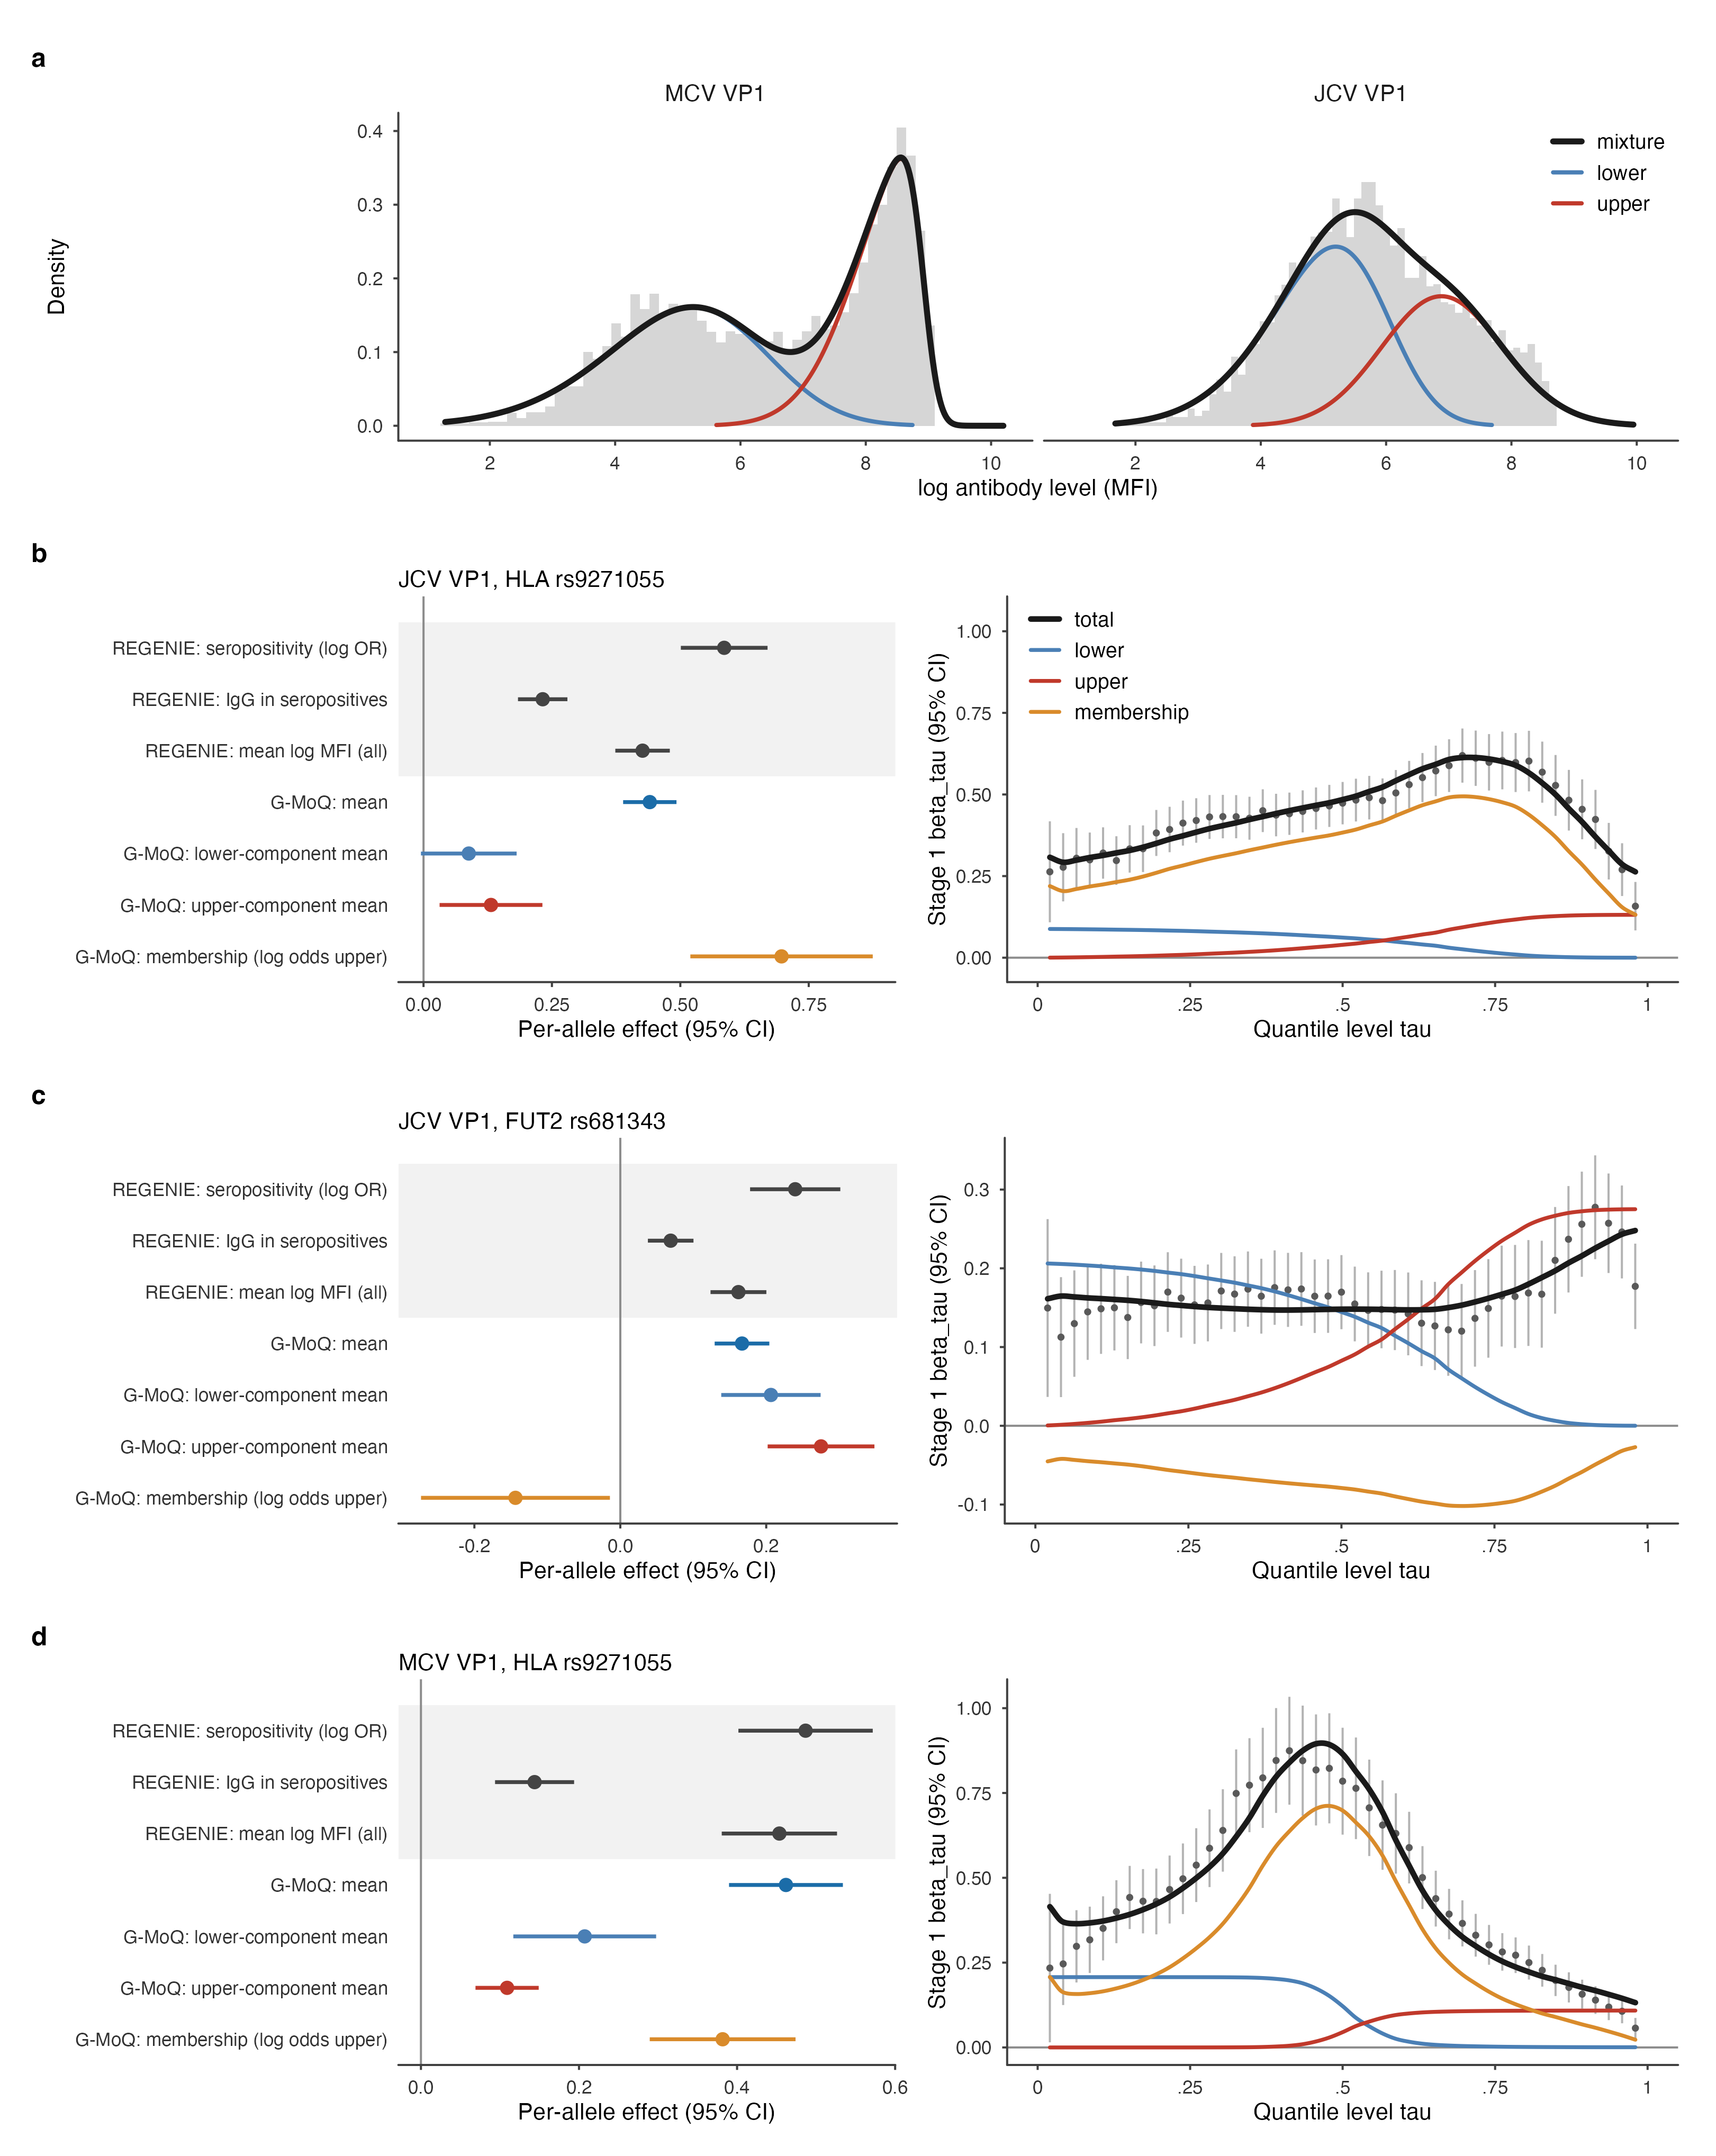 a
MCV VP1
JCV VP1
mixture
lower
upper
Density
0.4
0.3
0.2
0.1
0.0
2 4 6 8 10
2 4 6 8 10
log antibody level (MFI)
b
JCV VP1, HLA rs9271055
REGENIE: seropositivity (log OR)
REGENIE: IgG in seropositives
REGENIE: mean log MFI (all)
G-MoQ: mean
G-MoQ: lower-component mean
G-MoQ: upper-component mean
G-MoQ: membership (log odds upper)
0.00 0.25 0.50 0.75
Per-allele effect (95% CI)
Stage 1 beta_tau (95% CI)
total
lower
upper
membership
1.00
0.75
0.50
0.25
0.00
0 .25 .5 .75 1
Quantile level tau
c
JCV VP1, FUT2 rs681343
REGENIE: seropositivity (log OR)
REGENIE: IgG in seropositives
REGENIE: mean log MFI (all)
G-MoQ: mean
G-MoQ: lower-component mean
G-MoQ: upper-component mean
G-MoQ: membership (log odds upper)
-0.2 0.0 0.2
Per-allele effect (95% CI)
Stage 1 beta_tau (95% CI)
0.3
0.2
0.1
0.0
-0.1
0 .25 .5 .75 1
Quantile level tau
d
MCV VP1, HLA rs9271055
REGENIE: seropositivity (log OR)
REGENIE: IgG in seropositives
REGENIE: mean log MFI (all)
G-MoQ: mean
G-MoQ: lower-component mean
G-MoQ: upper-component mean
G-MoQ: membership (log odds upper)
0.0 0.2 0.4 0.6
Per-allele effect (95% CI)
Stage 1 beta_tau (95% CI)
1.00
0.75
0.50
0.25
0.00
0 .25 .5 .75 1
Quantile level tau